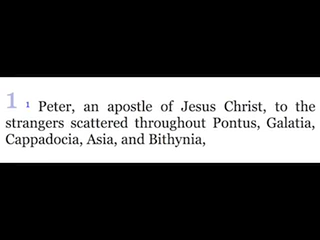 1 1 Peter, an apostle of Jesus Christ, to the
strangers scattered throughout Pontus, Galatia,
Cappadocia, Asia, and Bithynia,